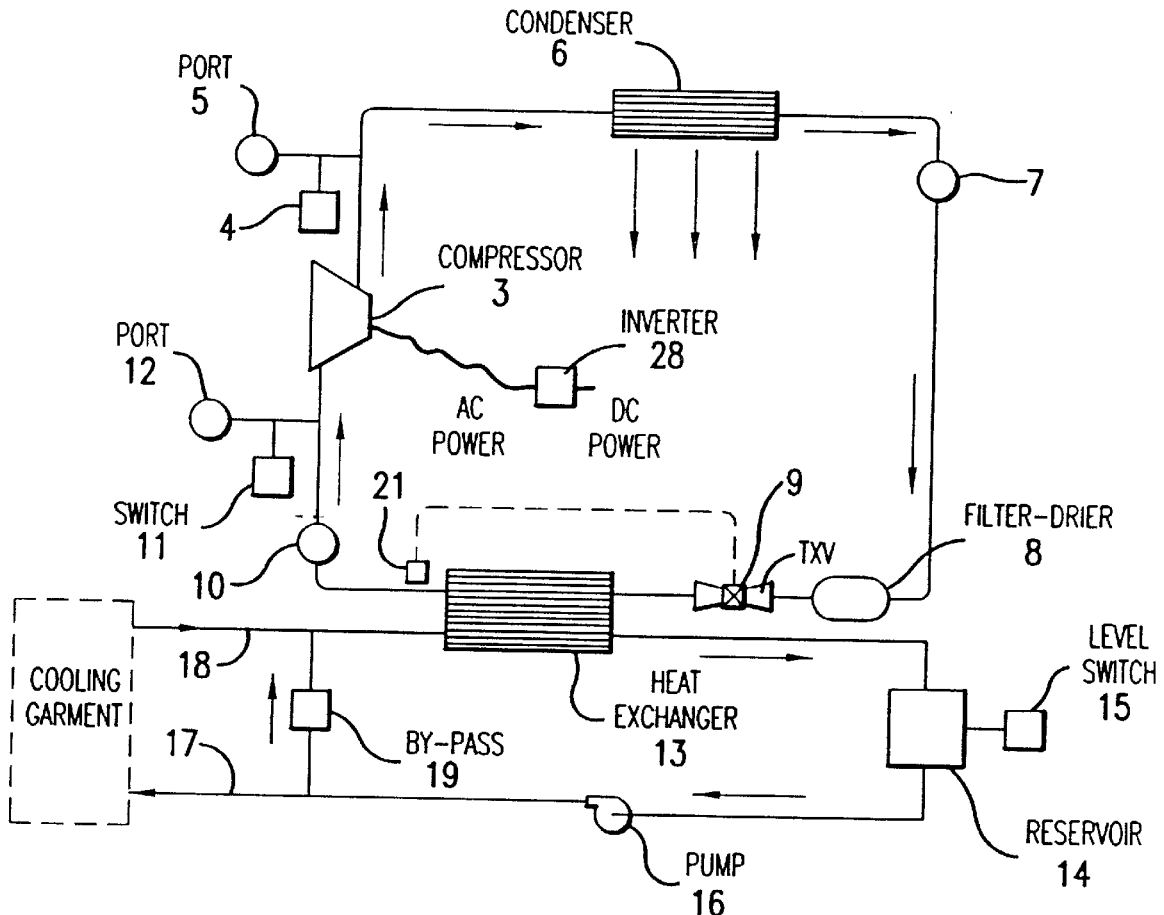 CONDENSER
6
PORT
5
7
4
COMPRESSOR
3
INVERTER
28
PORT
12
AC
POWER
DC
POWER
SWITCH
11
21
9
TXV
FILTER-DRIER
8
10
18
COOLING
GARMENT
HEAT
EXCHANGER
13
LEVEL
SWITCH
15
17
BY-PASS
19
RESERVOIR
14
PUMP
16